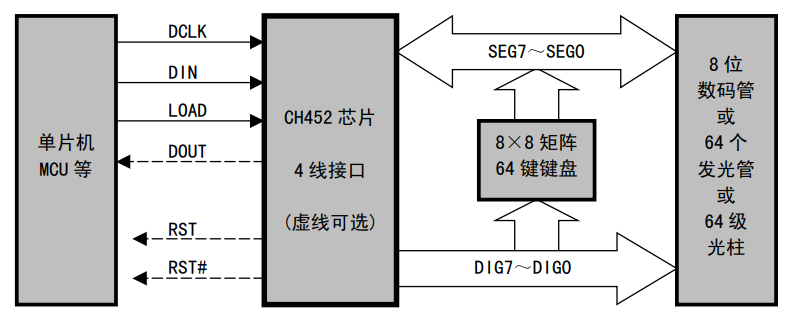 单片机
MCU 等
DCLK
DIN
LOAD
DOUT
RST
RST#
CH452 芯片
4 线接口
(虚线可选)
SEG7～SEG0
8×8 矩阵
64 键键盘
DIG7～DIG0
8 位
数码管
或
64 个
发光管
或
64 级
光柱